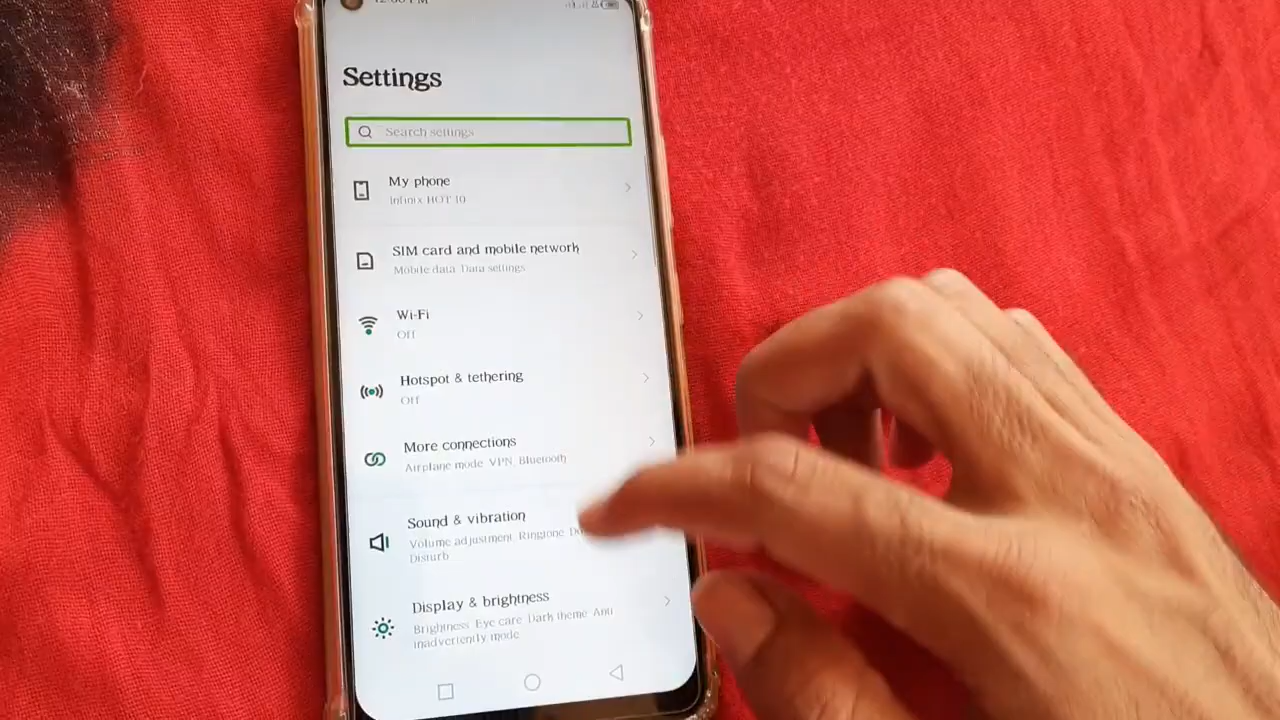 Settings
Search settings
My phone
Infinix HOT 10
SIM card and mobile network
Mobile data Data settings
Wi-Fi
Off
Hotspot & tethering
Off
More connections
Airplane mode VPN Bluetooth
Sound & vibration
Volume adjustment Ringtone
Disturb
Display & brightness
Brightness Eye care Dark theme Anti
inadvertently mode